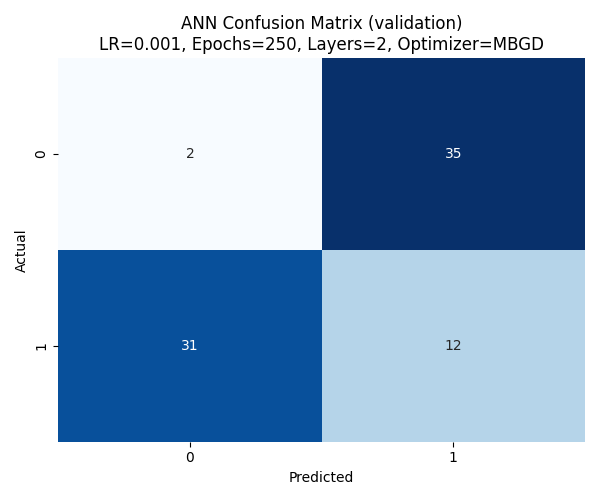 ANN Confusion Matrix (validation)
LR=0.001, Epochs=250, Layers=2, Optimizer=MBGD
0
2
35
Actual
1
31
12
0
1
Predicted